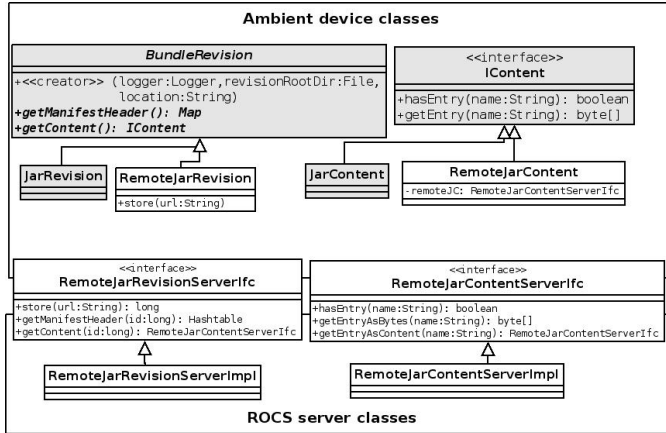 Ambient device classes
BundleRevision
+<<creator>> (logger:Logger,revisionRootDir:File,
location:String)
+getManifestHeader(): Map
+getContent(): IContent
<<interface>>
IContent
+hasEntry(name:String): boolean
+getEntry(name:String): byte[]
JarRevision
RemoteJarRevision
+store(url:String)
JarContent
RemoteJarContent
-remoteJC: RemoteJarContentServerIfc
<<interface>>
RemoteJarRevisionServerIfc
+store(url:String): long
+getManifestHeader(id:long): Hashtable
+getContent(id:long): RemoteJarContentServerIfc
<<interface>>
RemoteJarContentServerIfc
+hasEntry(name:String): boolean
+getEntryAsBytes(name:String): byte[]
+getEntryAsContent(name:String): RemoteJarContentServerIfc
RemoteJarRevisionServerImpl
RemoteJarContentServerImpl
ROCS server classes